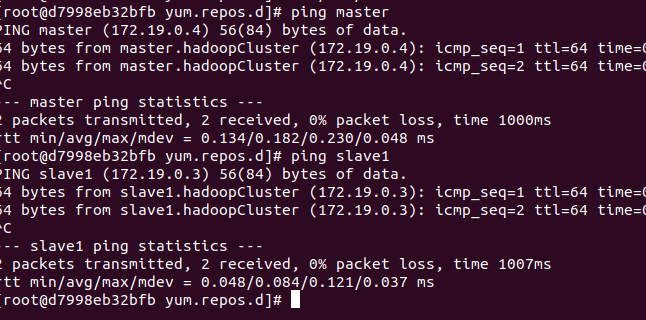 [root@d7998eb32bfb yum.repos.d]# ping master
PING master (172.19.0.4) 56(84) bytes of data.
64 bytes from master.hadoopCluster (172.19.0.4): icmp_seq=1 ttl=64 time=0
64 bytes from master.hadoopCluster (172.19.0.4): icmp_seq=2 ttl=64 time=0
^C
--- master ping statistics ---
2 packets transmitted, 2 received, 0% packet loss, time 1000ms
rtt min/avg/max/mdev = 0.134/0.182/0.230/0.048 ms
[root@d7998eb32bfb yum.repos.d]# ping slave1
PING slave1 (172.19.0.3) 56(84) bytes of data.
64 bytes from slave1.hadoopCluster (172.19.0.3): icmp_seq=1 ttl=64 time=0
64 bytes from slave1.hadoopCluster (172.19.0.3): icmp_seq=2 ttl=64 time=0
^C
--- slave1 ping statistics ---
2 packets transmitted, 2 received, 0% packet loss, time 1007ms
rtt min/avg/max/mdev = 0.048/0.084/0.121/0.037 ms
[root@d7998eb32bfb yum.repos.d]#